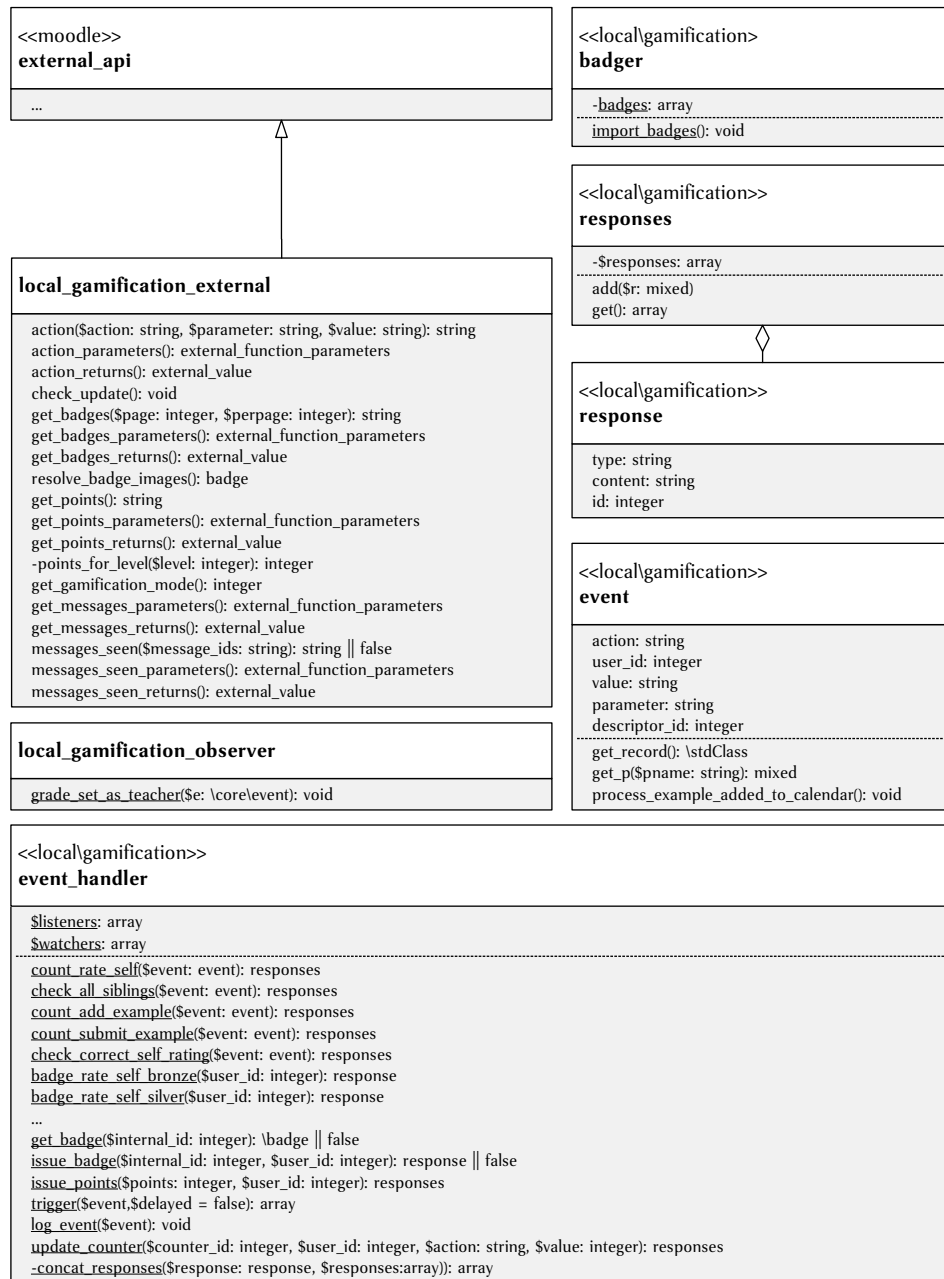 <<moodle>>
external_api
...
<<local\gamification>
badger
-badges: array
import_badges(): void
<<local\gamification>>
responses
-$responses: array
add($r: mixed)
get(): array
local_gamification_external
action($action: string, $parameter: string, $value: string): string
action_parameters(): external_function_parameters
action_returns(): external_value
check_update(): void
get_badges($page: integer, $perpage: integer): string
get_badges_parameters(): external_function_parameters
get_badges_returns(): external_value
resolve_badge_images(): badge
get_points(): string
get_points_parameters(): external_function_parameters
get_points_returns(): external_value
-points_for_level($level: integer): integer
get_gamification_mode(): integer
get_messages_parameters(): external_function_parameters
get_messages_returns(): external_value
messages_seen($message_ids: string): string || false
messages_seen_parameters(): external_function_parameters
messages_seen_returns(): external_value
<<local\gamification>>
response
type: string
content: string
id: integer
<<local\gamification>>
event
action: string
user_id: integer
value: string
parameter: string
descriptor_id: integer
get_record(): \stdClass
get_p($pname: string): mixed
process_example_added_to_calendar(): void
local_gamification_observer
grade_set_as_teacher($e: \core\event): void
<<local\gamification>>
event_handler
$listeners: array
$watchers: array
count_rate_self($event: event): responses
check_all_siblings($event: event): responses
count_add_example($event: event): responses
count_submit_example($event: event): responses
check_correct_self_rating($event: event): responses
badge_rate_self_bronze($user_id: integer): response
badge_rate_self_silver($user_id: integer): response
...
get_badge($internal_id: integer): \badge || false
issue_badge($internal_id: integer, $user_id: integer): response || false
issue_points($points: integer, $user_id: integer): responses
trigger($event,$delayed = false): array
log_event($event): void
update_counter($counter_id: integer, $user_id: integer, $action: string, $value: integer): responses
-concat_responses($response: response, $responses:array)): array